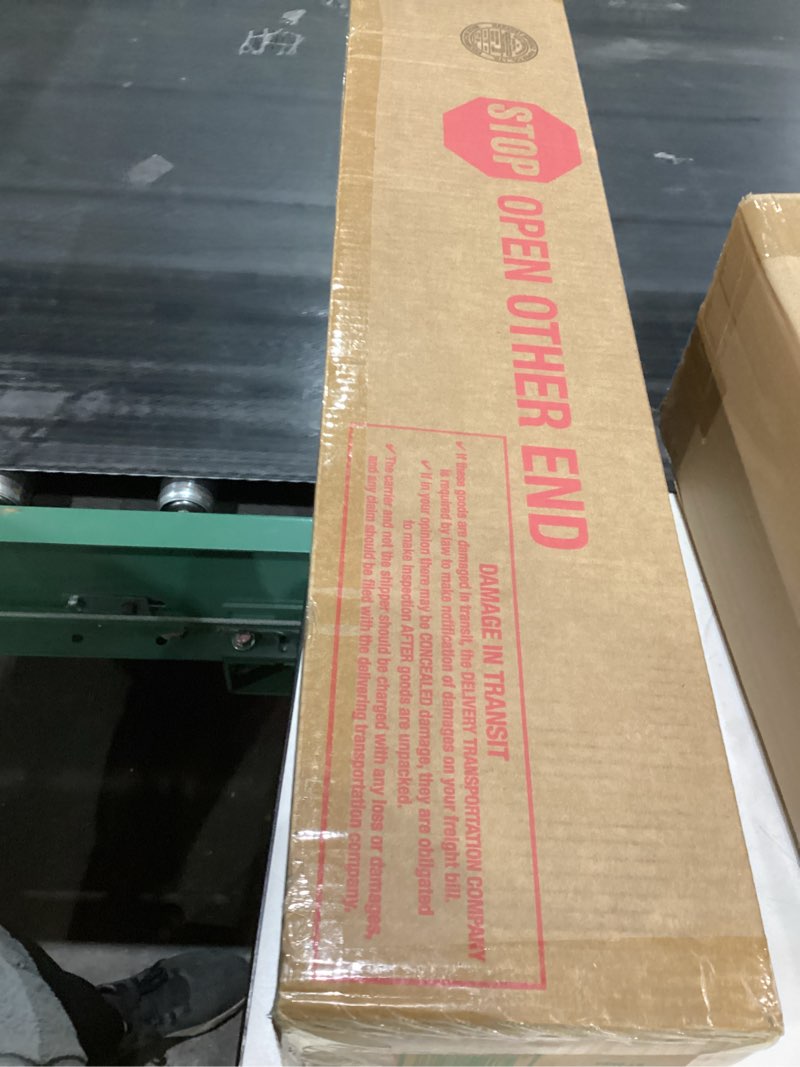 STOP OPEN OTHER END
DAMAGE IN TRANSIT
✓ If these goods are damaged in transit, the DELIVERY TRANSPORTATION COMPANY
is required by law to make notification of damages on your freight bill.
✓ If in your opinion there may be CONCEALED damage, they are obligated
to make inspection AFTER goods are unpacked.
✓ The carrier and not the shipper should be charged with any loss or damages,
and any claim should be filed with the delivering transportation company.